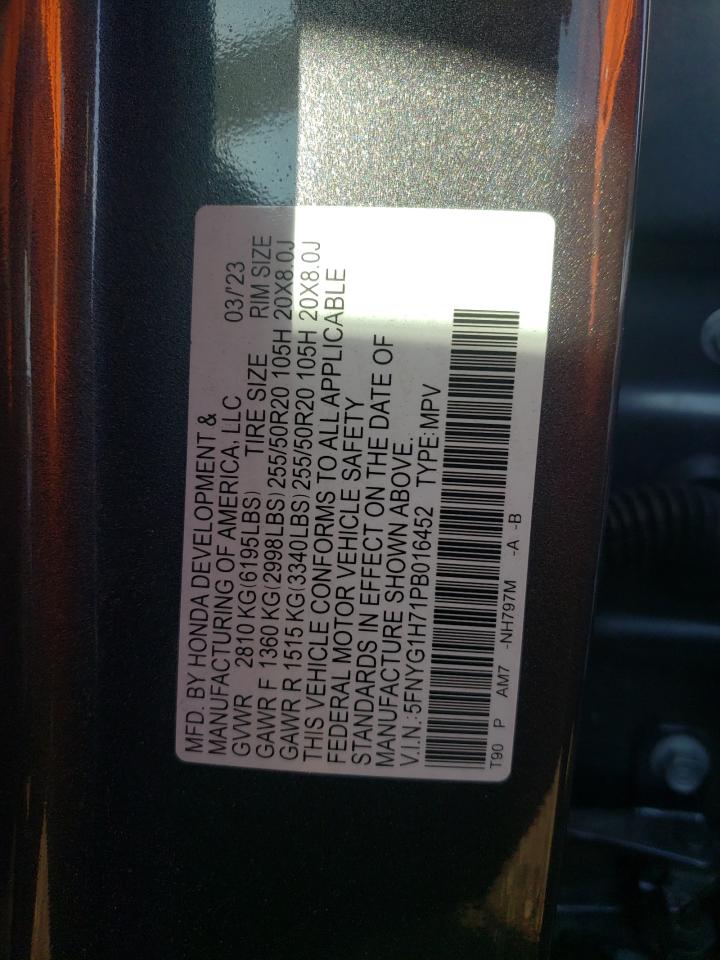 MFD. BY HONDA DEVELOPMENT &
MANUFACTURING OF AMERICA, LLC 03/'23
GVWR 2810 KG(6195LBS) TIRE SIZE RIM SIZE
GAWR F 1360 KG(2998LBS) 255/50R20 105H 20X8.0J
GAWR R 1515 KG(3340LBS) 255/50R20 105H 20X8.0J
THIS VEHICLE CONFORMS TO ALL APPLICABLE
FEDERAL MOTOR VEHICLE SAFETY
STANDARDS IN EFFECT ON THE DATE OF
MANUFACTURE SHOWN ABOVE.
V.I.N.:5FNYG1H71PB016452 TYPE:MPV
T90 P AM7 -NH797M -A -B